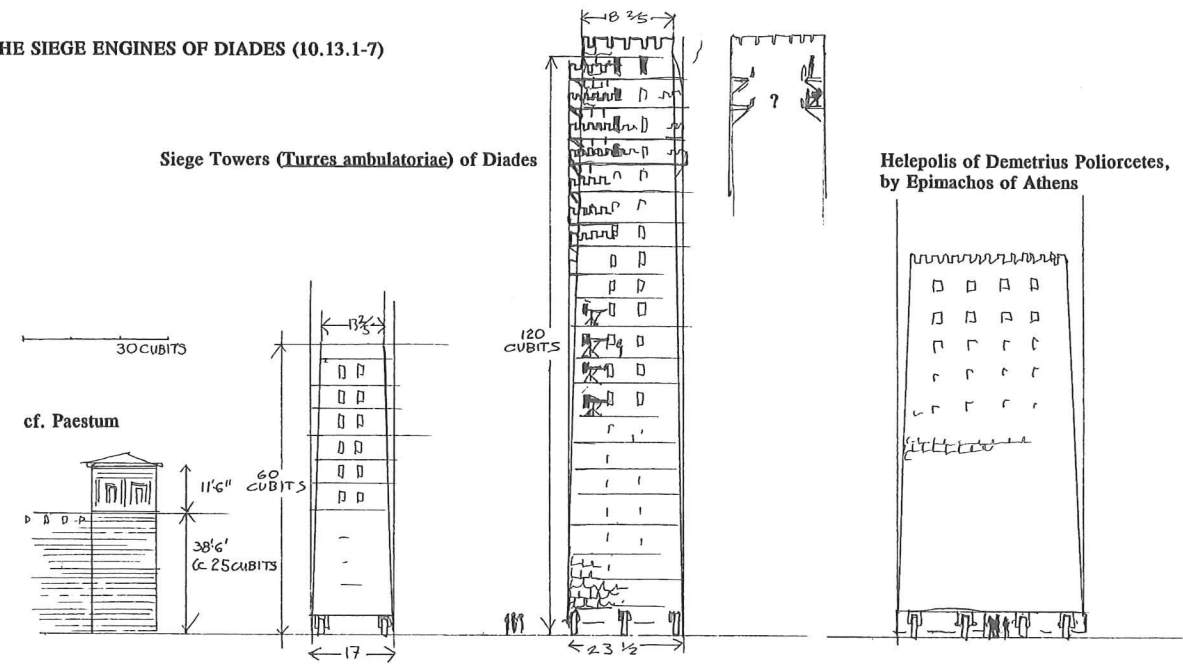 HE SIEGE ENGINES OF DIADES (10.13.1-7)
18 2/5
?
Siege Towers (Turres ambulatoriae) of Diades
Helepolis of Demetrius Poliorcetes,
by Epimachos of Athens
13 2/5
30 CUBITS
120
CUBITS
cf. Paestum
11'6"
60
CUBITS
38'6'
(c 25 CUBITS
17
23 1/2